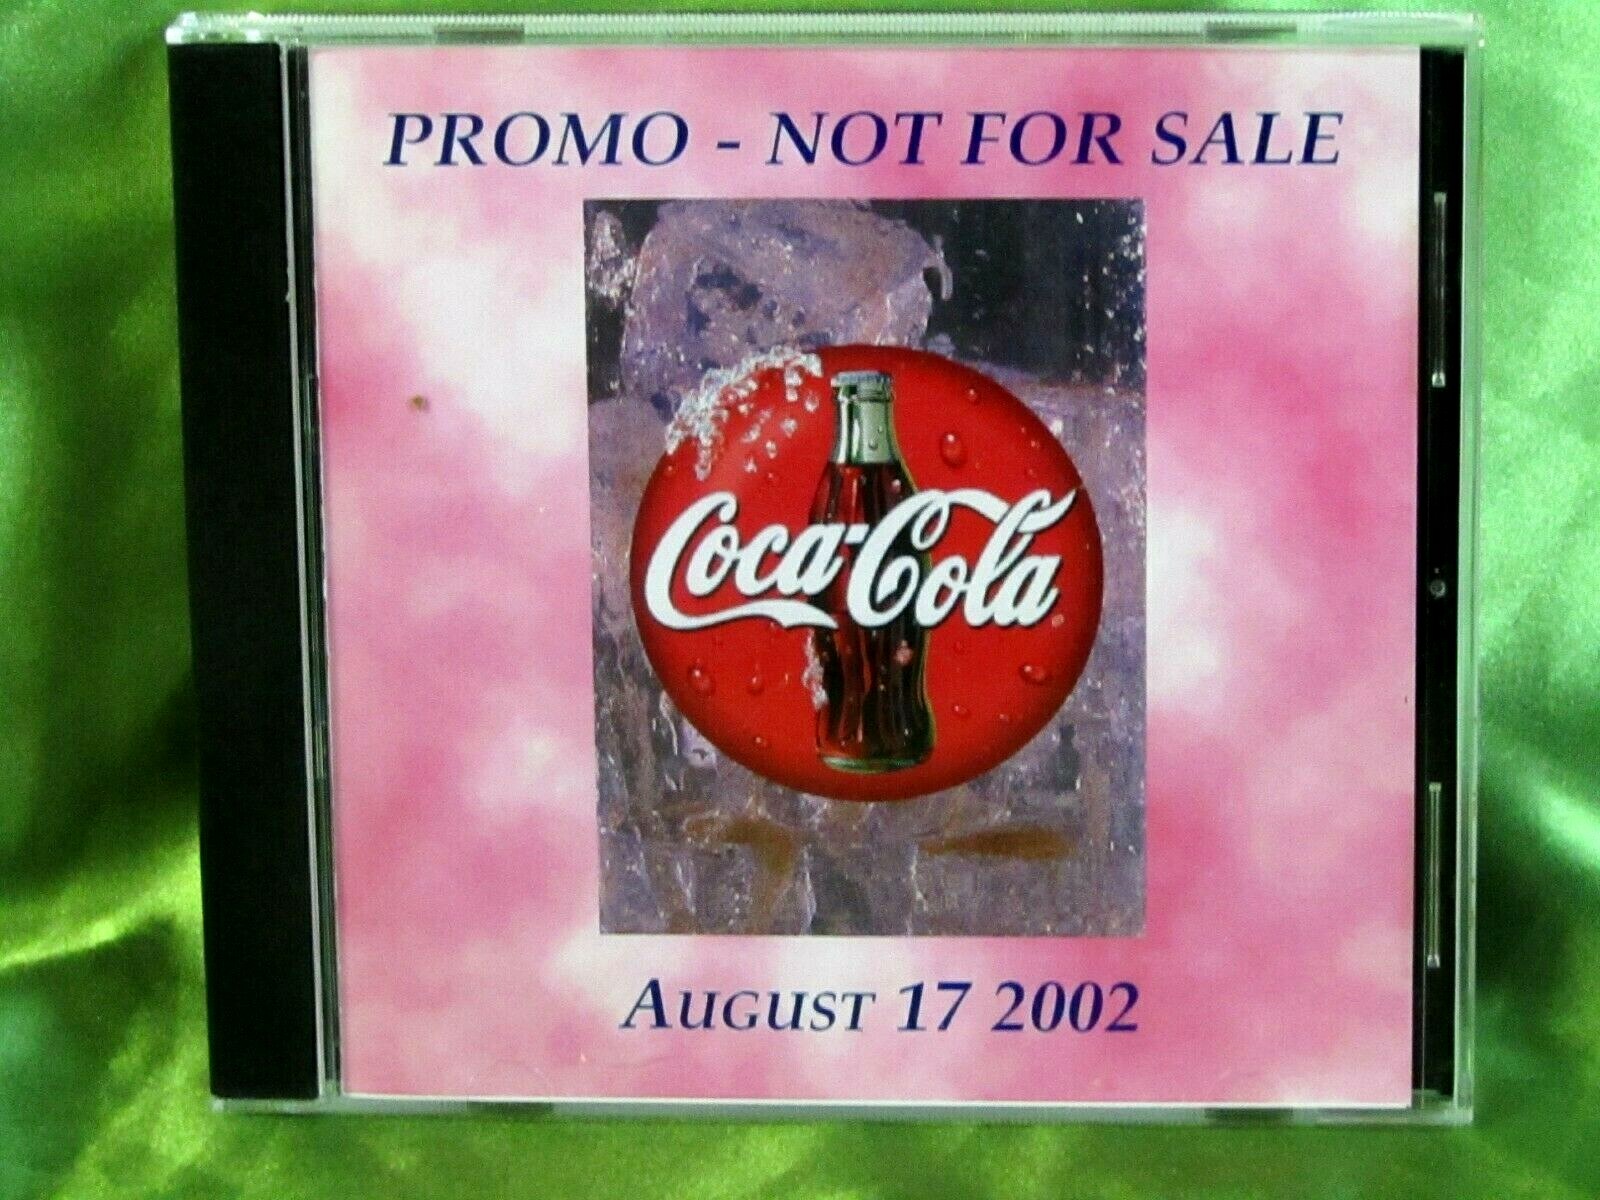 PROMO - NOT FOR SALE
Coca-Cola
AUGUST 17 2002